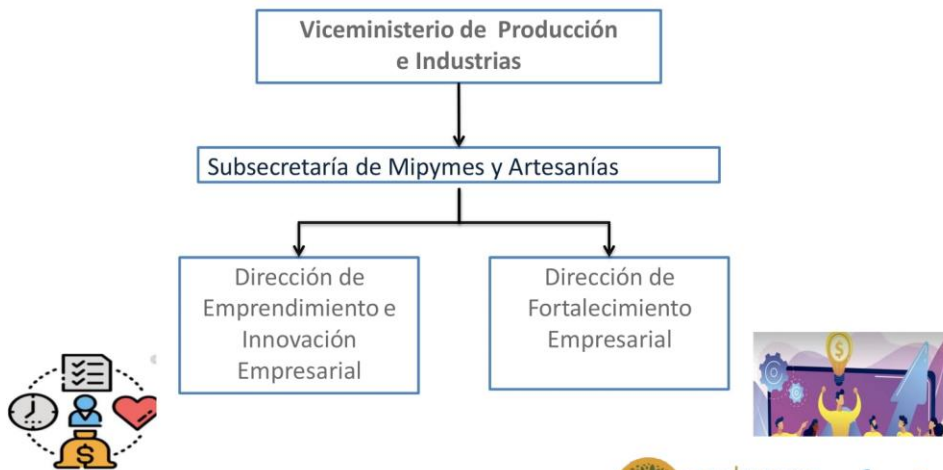 Viceministerio de Producción
e Industrias
Subsecretaría de Mipymes y Artesanías
Dirección de
Emprendimiento e
Innovación
Empresarial
Dirección de
Fortalecimiento
Empresarial
$
$